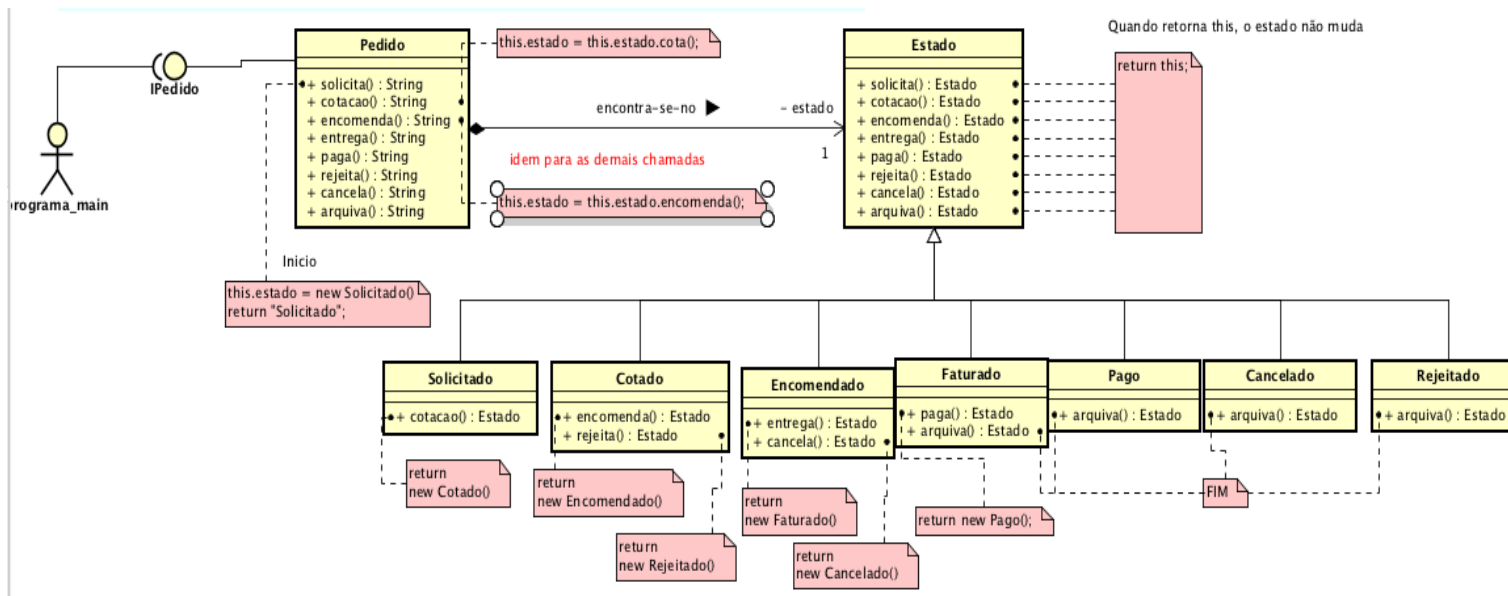 Quando retorna this, o estado não muda
Pedido
+ solicita() : String
+ cotacao() : String
+ encomenda() : String
+ entrega() : String
+ paga() : String
+ rejeita() : String
+ cancela() : String
+ arquiva() : String
this.estado = this.estado.cota();
Estado
+ solicita() : Estado
+ cotacao() : Estado
+ encomenda() : Estado
+ entrega() : Estado
+ paga() : Estado
+ rejeita() : Estado
+ cancela() : Estado
+ arquiva() : Estado
return this;
IPedido
encontra-se-no
- estado
1
idem para as demais chamadas
this.estado = this.estado.encomenda();
rograma_main
Inicio
this.estado = new Solicitado()
return "Solicitado";
Solicitado
+ cotacao() : Estado
Cotado
+ encomenda() : Estado
+ rejeita() : Estado
Encomendado
+ entrega() : Estado
+ cancela() : Estado
Faturado
+ paga() : Estado
+ arquiva() : Estado
Pago
+ arquiva() : Estado
Cancelado
+ arquiva() : Estado
Rejeitado
+ arquiva() : Estado
return
new Cotado()
return
new Encomendado()
return
new Rejeitado()
return
new Faturado()
return
new Cancelado()
return new Pago();
FIM